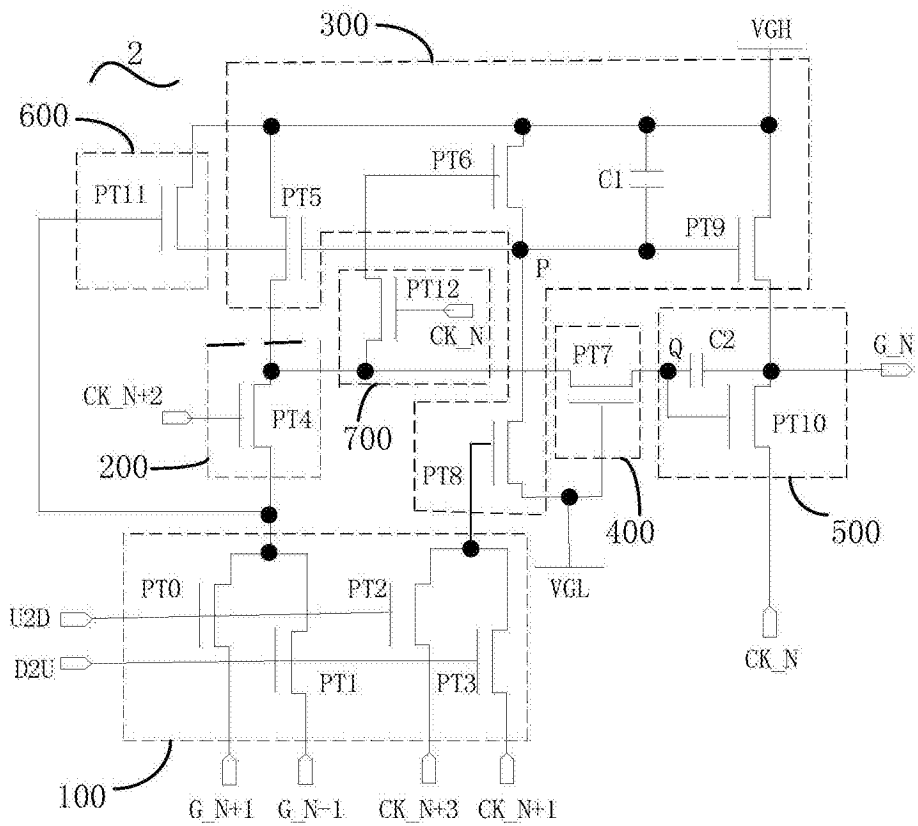 300
VGH
2
600
PT11
PT5
PT6
C1
PT9
P
PT12
CK_N
PT7
Q
C2
G_N
CK_N+2
PT4
PT10
200
700
PT8
400
500
VGL
PT0
PT2
U2D
D2U
PT1
PT3
CK_N
100
G_N+1
G_N-1
CK_N+3
CK_N+1